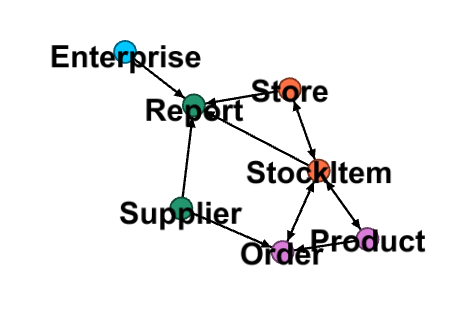 Enterprise
Store
Report
StockItem
Supplier
Product
Order